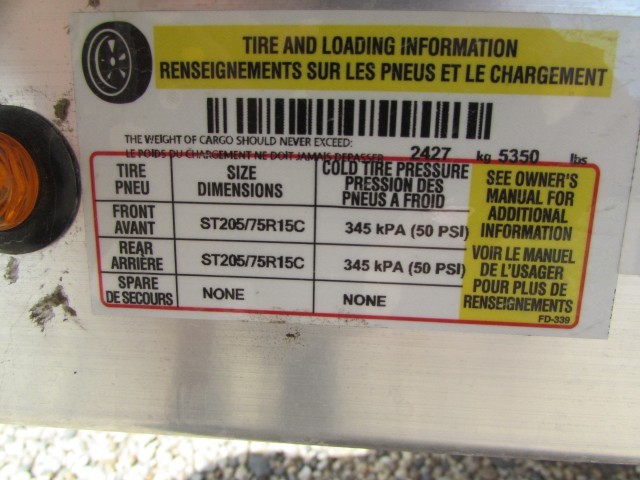 TIRE AND LOADING INFORMATION
RENSEIGNEMENTS SUR LES PNEUS ET LE CHARGEMENT
THE WEIGHT OF CARGO SHOULD NEVER EXCEED:
LE POIDS DU CHARGEMENT NE DOIT JAMAIS DEPASSER 2427 kg 5350 lbs
TIRE
PNEU
SIZE
DIMENSIONS
COLD TIRE PRESSURE
PRESSION DES
PNEUS A FROID
SEE OWNER'S
MANUAL FOR
ADDITIONAL
INFORMATION
FRONT
AVANT
ST205/75R15C
345 kPA (50 PSI)
REAR
ARRIÈRE
ST205/75R15C
345 kPA (50 PSI)
VOIR LE MANUEL
DE L'USAGER
POUR PLUS DE
RENSEIGNEMENTS
SPARE
DE SECOURS
NONE
NONE
FD-339